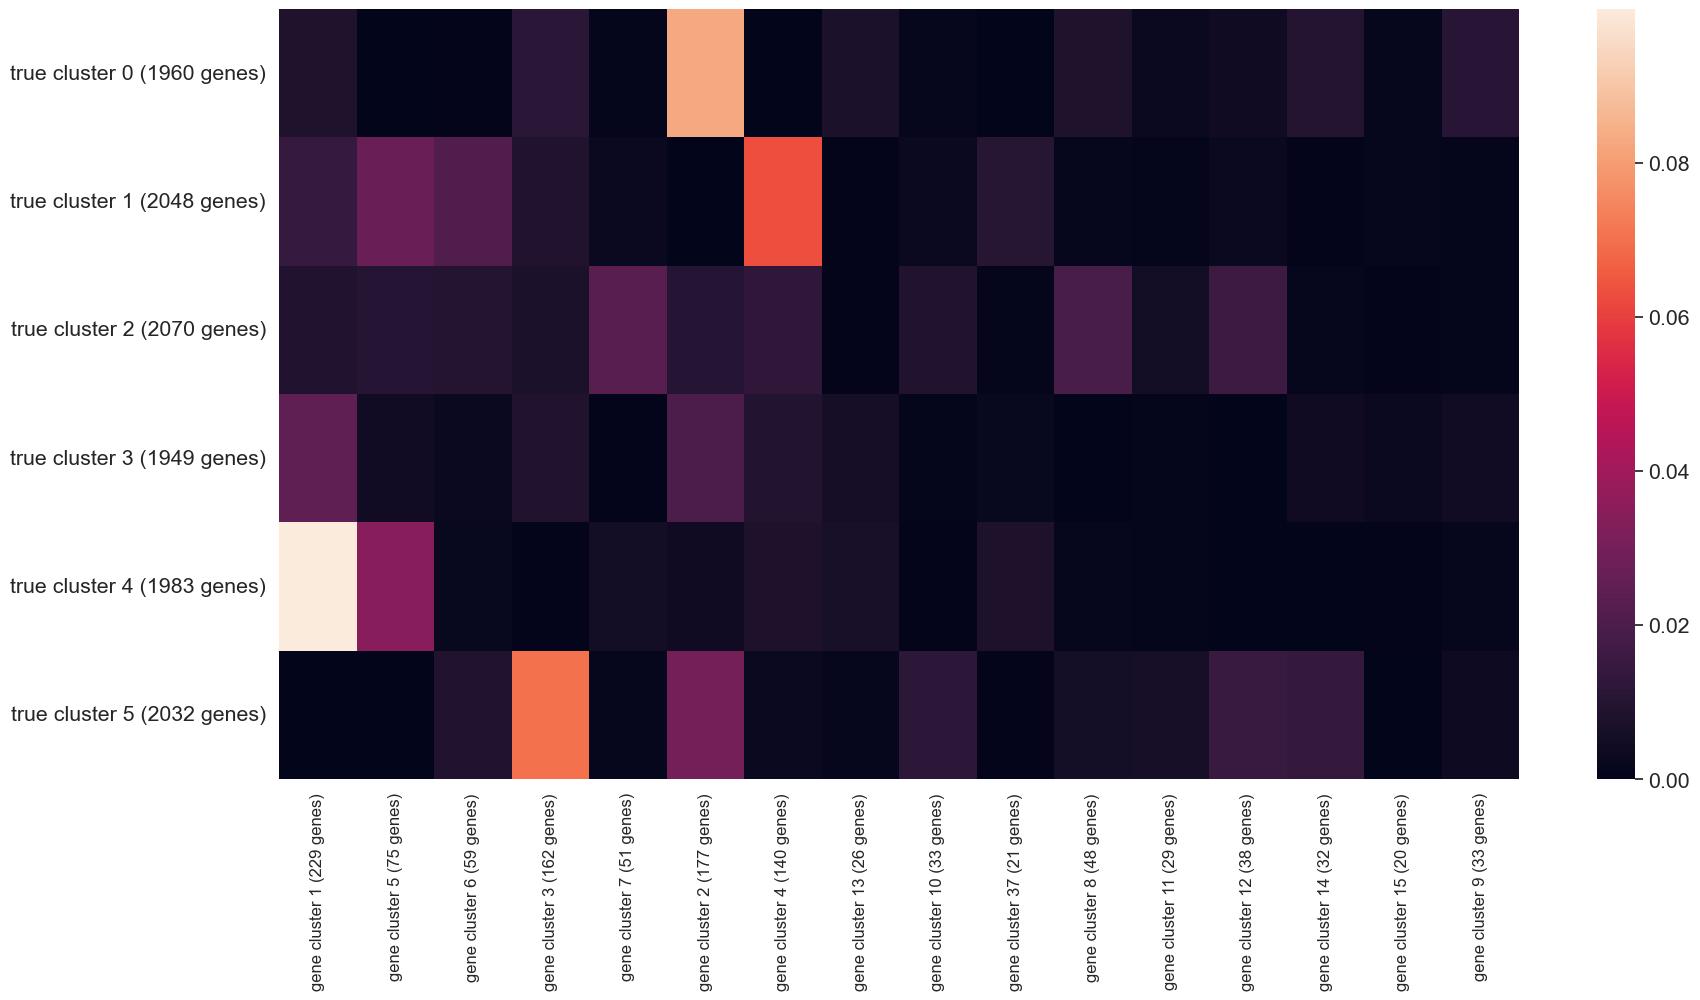 true cluster 0 (1960 genes)
true cluster 1 (2048 genes)
true cluster 2 (2070 genes)
true cluster 3 (1949 genes)
true cluster 4 (1983 genes)
true cluster 5 (2032 genes)
gene cluster 1 (229 genes)
gene cluster 5 (75 genes)
gene cluster 6 (59 genes)
gene cluster 3 (162 genes)
gene cluster 7 (51 genes)
gene cluster 2 (177 genes)
gene cluster 4 (140 genes)
gene cluster 13 (26 genes)
gene cluster 10 (33 genes)
gene cluster 37 (21 genes)
gene cluster 8 (48 genes)
gene cluster 11 (29 genes)
gene cluster 12 (38 genes)
gene cluster 14 (32 genes)
gene cluster 15 (20 genes)
gene cluster 9 (33 genes)
0.08
0.06
0.04
0.02
0.00